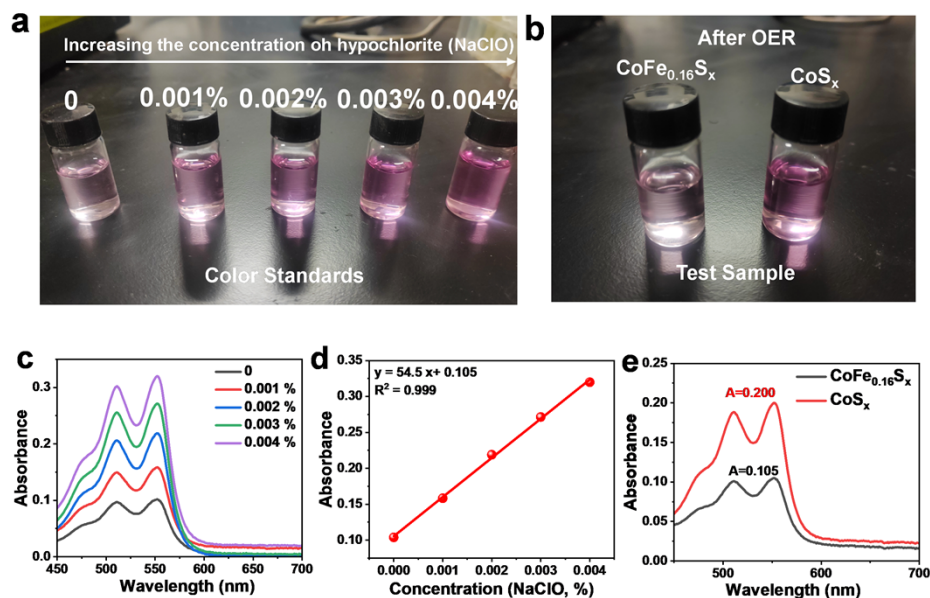 a
Increasing the concentration oh hypochlorite (NaClO)
0 0.001% 0.002% 0.003% 0.004%
Color Standards
b
After OER
CoFe₀.₁₆Sₓ CoSₓ
Test Sample
c
Absorbance
0.3
0.2
0.1
0.0
450 500 550 600 650 700
Wavelength (nm)
0
0.001 %
0.002 %
0.003 %
0.004 %
d
y = 54.5 x+ 0.105
R² = 0.999
Absorbance
0.35
0.30
0.25
0.20
0.15
0.10
0.000 0.001 0.002 0.003 0.004
Concentration (NaClO, %)
e
Absorbance
0.25
0.20
0.15
0.10
0.05
0.00
500 600 700
Wavelength (nm)
CoFe₀.₁₆Sₓ
CoSₓ
A=0.200
A=0.105